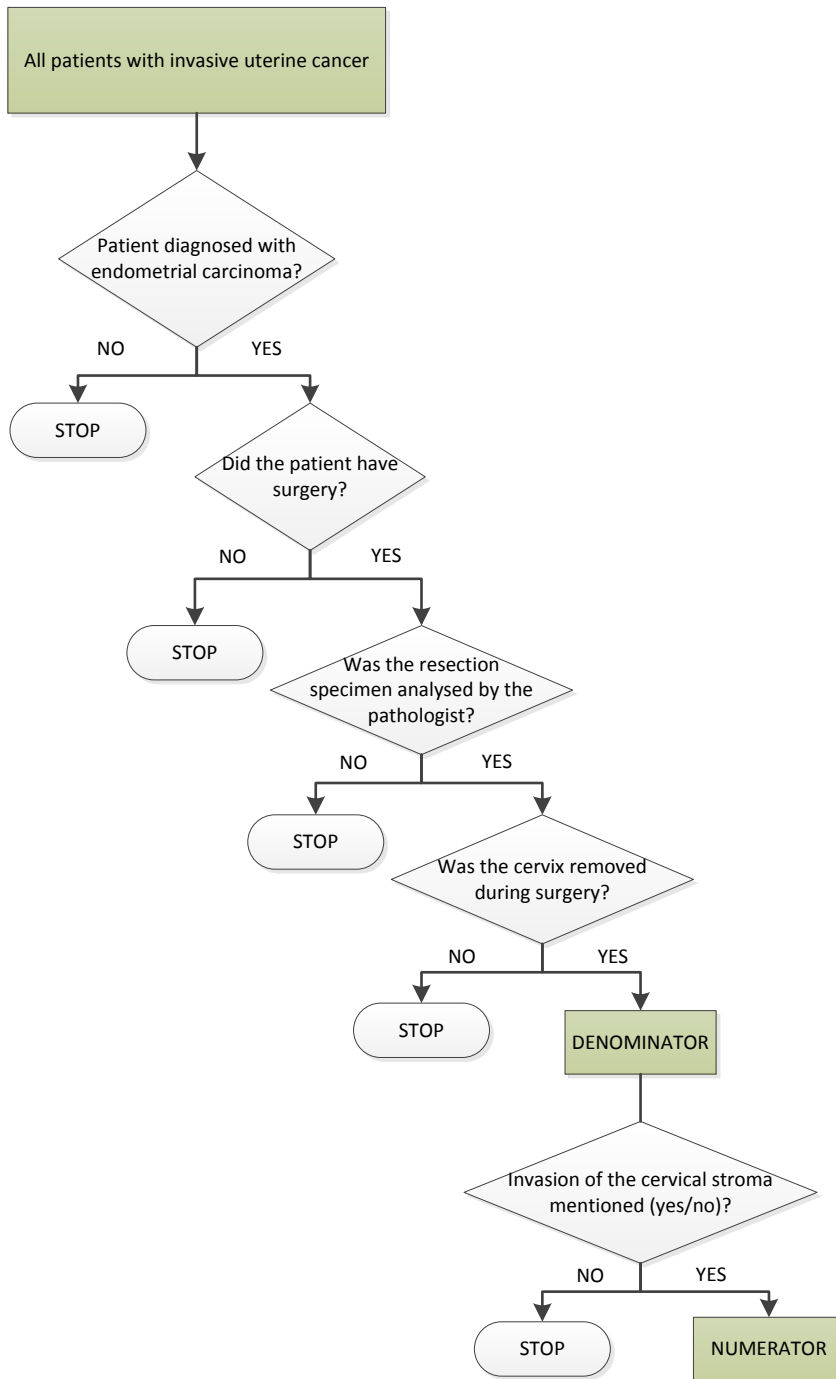 All patients with invasive uterine cancer
Patient diagnosed with
endometrial carcinoma?
NO
YES
STOP
Did the patient have
surgery?
NO
YES
STOP
Was the resection
specimen analysed by the
pathologist?
NO
YES
STOP
Was the cervix removed
during surgery?
NO
YES
STOP
DENOMINATOR
Invasion of the cervical stroma
mentioned (yes/no)?
NO
YES
STOP
NUMERATOR